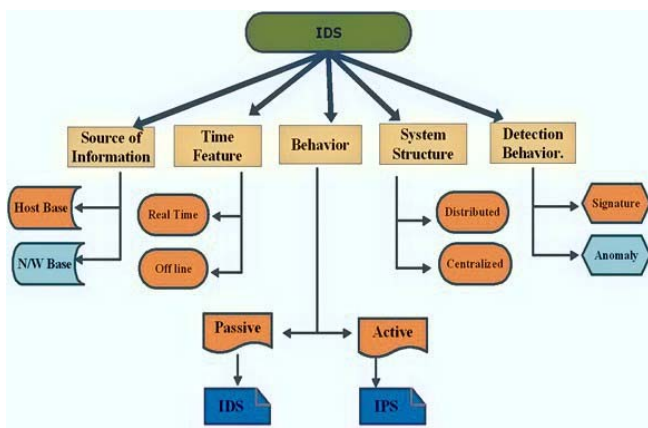 IDS
Source of
Information
Time
Feature
Behavior
System
Structure
Detection
Behavior.
Host Base
N/W Base
Real Time
Off line
Distributed
Centralized
Signature
Anomaly
Passive
Active
IDS
IPS